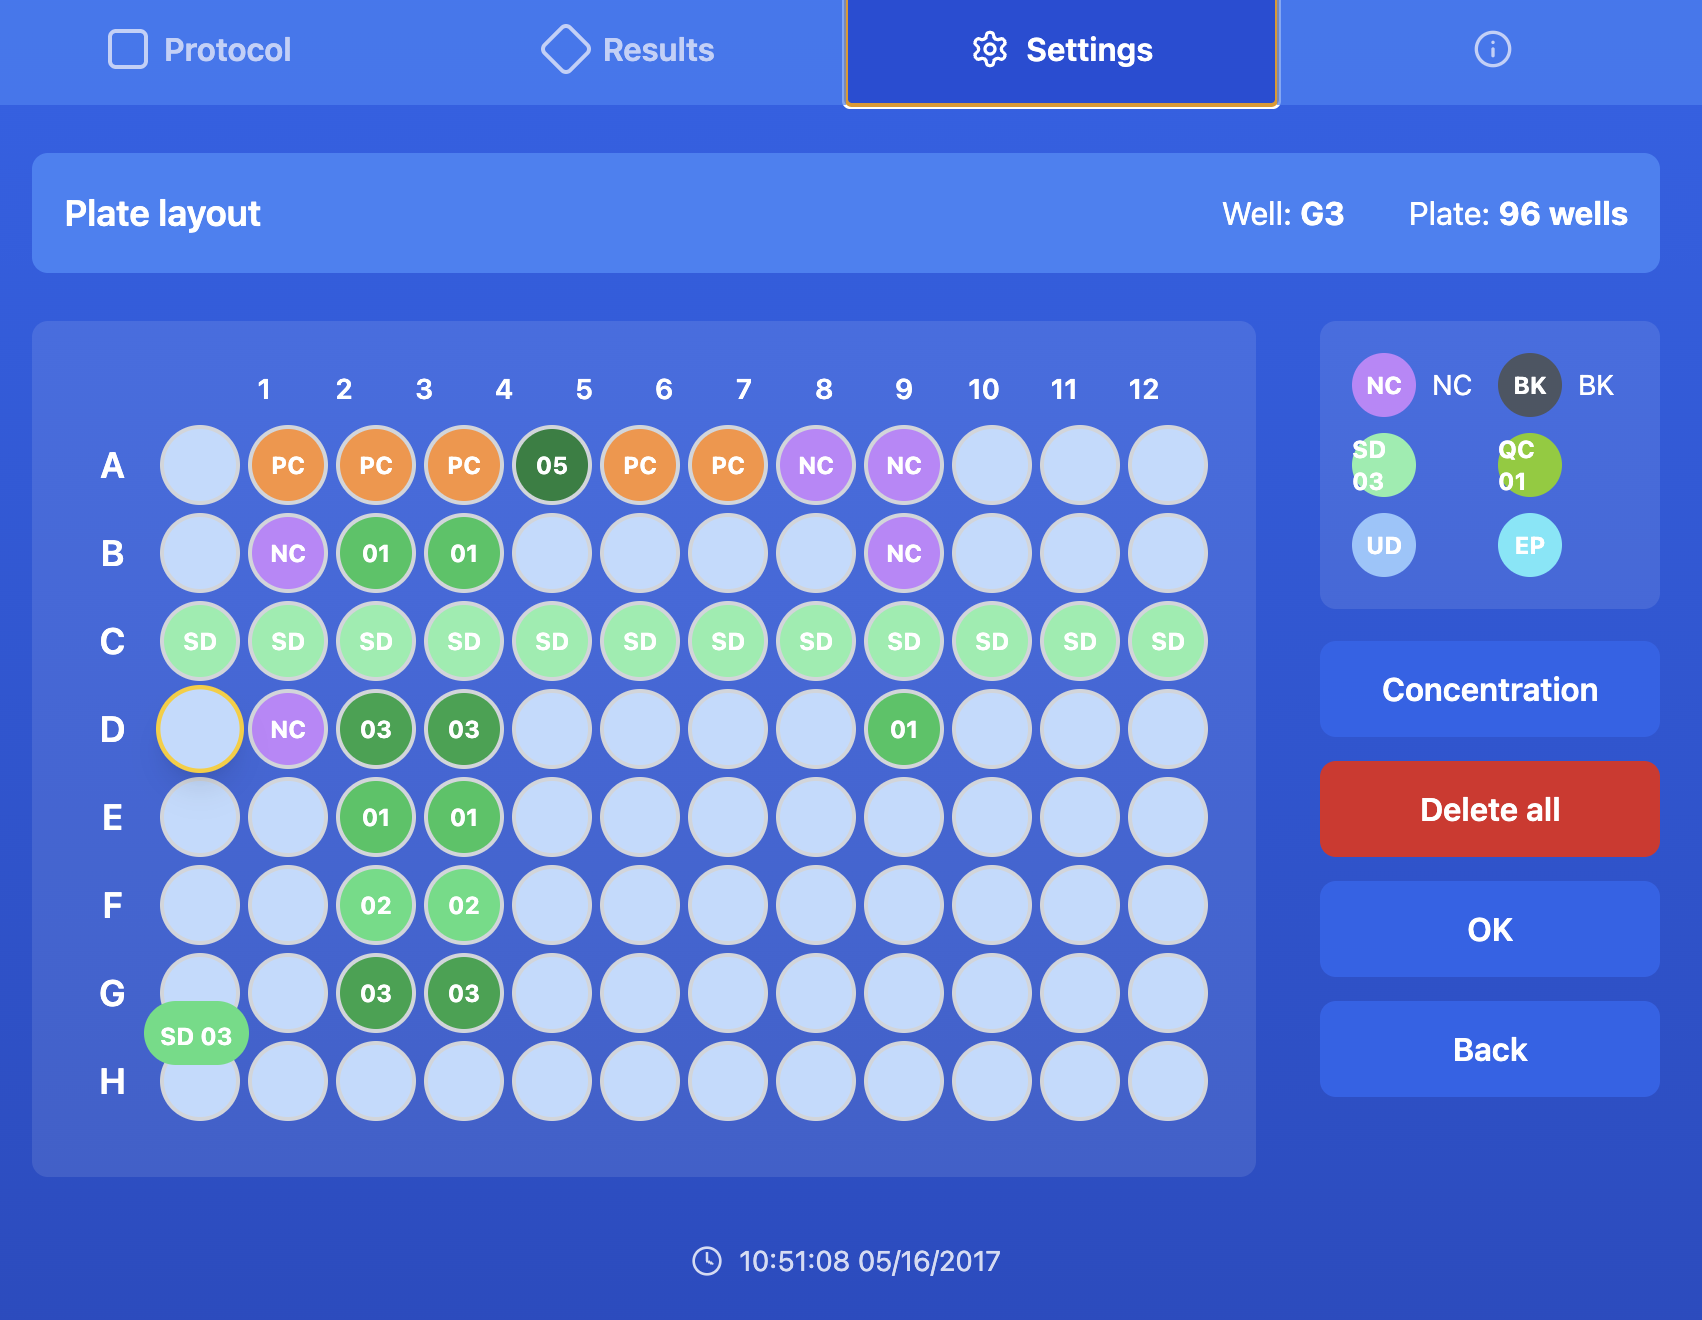 Protocol Results Settings
Plate layout Well: G3 Plate: 96 wells
1 2 3 4 5 6 7 8 9 10 11 12
A PC PC PC 05 PC PC NC NC
B NC 01 01 NC
C SD SD SD SD SD SD SD SD SD SD SD SD
D NC 03 03 01
E 01 01
F 02 02
G 03 03
SD 03
H
NC NC BK BK
SD 03 QC 01
UD EP
Concentration
Delete all
OK
Back
10:51:08 05/16/2017